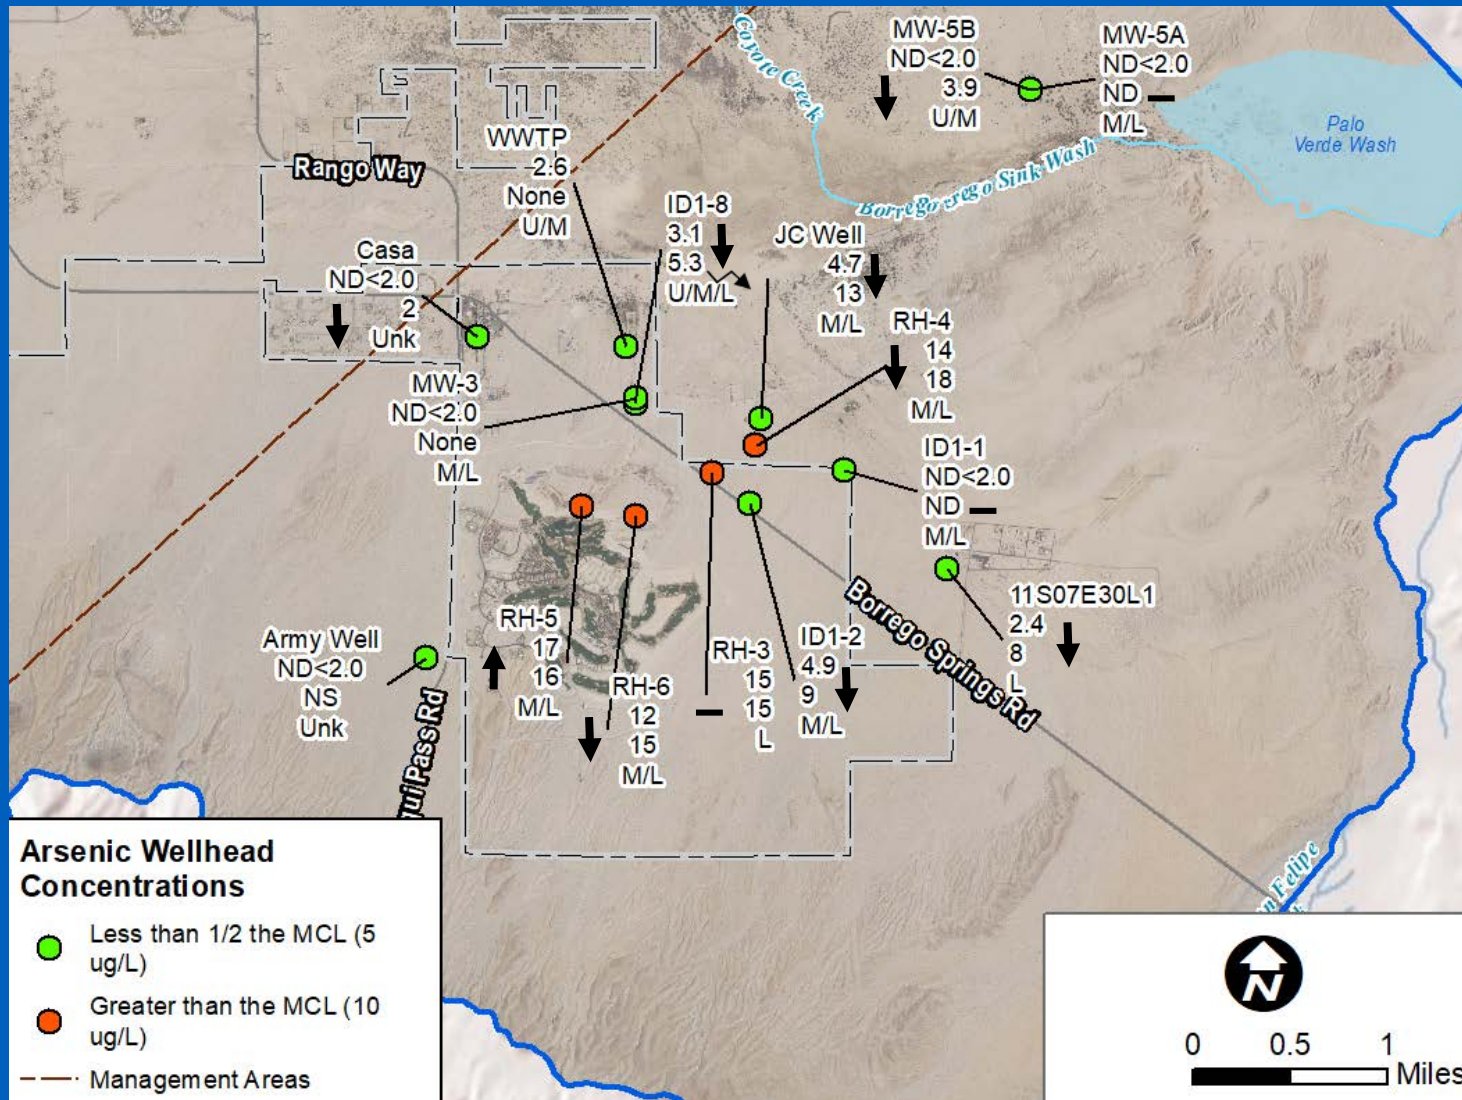 MW-5B
ND<2.0
3.9
U/M
MW-5A
ND<2.0
ND
M/L
Coyote Creek
Palo
Verde Wash
Borrego Sink Wash
WWTP
2.6
None
U/M
Rango Way
ID1-8
3.1
5.3
U/M/L
JC Well
4.7
13
M/L
Casa
ND<2.0
2
Unk
RH-4
14
18
M/L
MW-3
ND<2.0
None
M/L
ID1-1
ND<2.0
ND
M/L
11S07E30L1
2.4
8
L
Borrego Springs Rd
RH-5
17
16
M/L
RH-6
12
15
M/L
RH-3
15
15
L
ID1-2
4.9
9
M/L
Army Well
ND<2.0
NS
Unk
Pass Rd
Felipe
Arsenic Wellhead
Concentrations
Less than 1/2 the MCL (5
ug/L)
Greater than the MCL (10
ug/L)
Management Areas
N
0 0.5 1
Miles